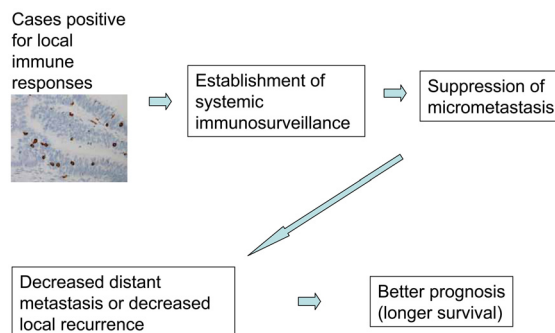 Cases positive
for local
immune
responses
Establishment of
systemic
immunosurveillance
Suppression of
micrometastasis
Decreased distant
metastasis or decreased
local recurrence
Better prognosis
(longer survival)